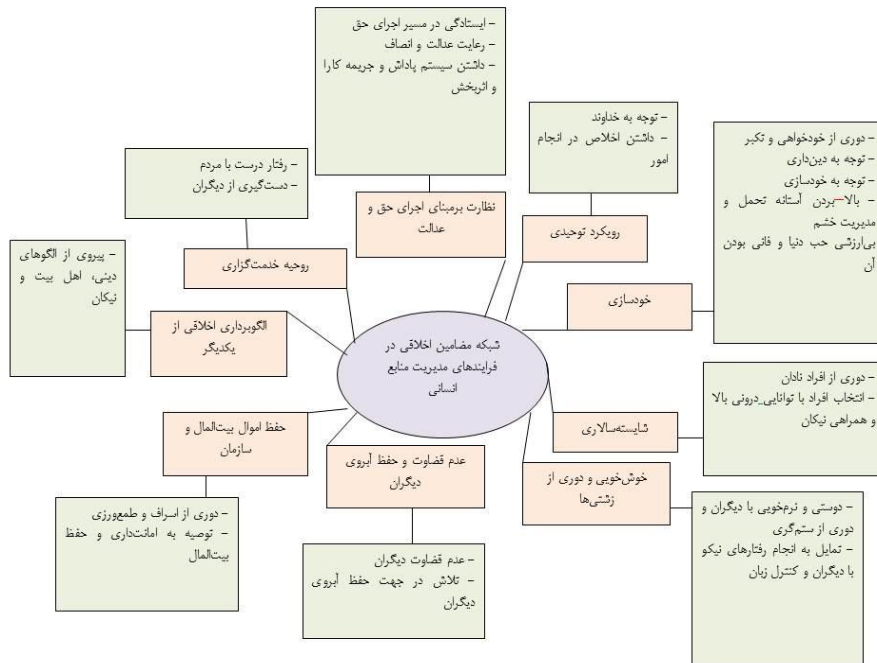 – ایستادگی در مسیر اجرای حق
– رعایت عدالت و انصاف
– داشتن سیستم پاداش و جریمه کارا
و اثربخش
نظارت برمبنای اجرای حق و
عدالت
– توجه به خداوند
– داشتن اخلاص در انجام
امور
رویکرد توحیدی
– دوری از خودخواهی و تکبر
– توجه به دین‌داری
– توجه به خودسازی
– بالا–بردن آستانه تحمل و
مدیریت خشم
بی‌ارزشی حب دنیا و فانی بودن
آن
خودسازی
– رفتار درست با مردم
– دست‌گیری از دیگران
روحیه خدمت‌گزاری
– پیروی از الگوهای
دینی، اهل بیت و
نیکان
الگوبرداری اخلاقی از
یکدیگر
شبکه مضامین اخلاقی در
فرایندهای مدیریت منابع
انسانی
– دوری از افراد نادان
– انتخاب افراد با توانایی_درونی بالا
و همراهی نیکان
شایسته‌سالاری
حفظ اموال بیت‌المال و
سازمان
– دوری از اسراف و طمع‌ورزی
– توصیه به امانت‌داری و حفظ
بیت‌المال
عدم قضاوت و حفظ آبروی
دیگران
– عدم قضاوت دیگران
– تلاش در جهت حفظ آبروی
دیگران
خوش‌خویی و دوری از
زشتی‌ها
– دوستی و نرم‌خویی با دیگران و
دوری از ستم‌گری
– تمایل به انجام رفتارهای نیکو
با دیگران و کنترل زبان